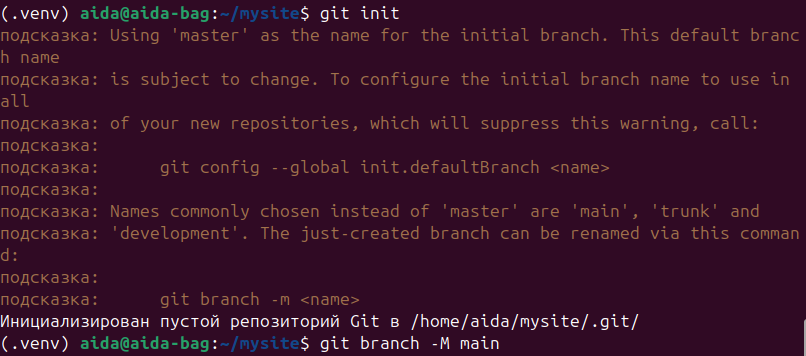 (.venv) aida@aida-bag:~/mysite$ git init
подсказка: Using 'master' as the name for the initial branch. This default branc
h name
подсказка: is subject to change. To configure the initial branch name to use in
all
подсказка: of your new repositories, which will suppress this warning, call:
подсказка:
подсказка:       git config --global init.defaultBranch <name>
подсказка:
подсказка: Names commonly chosen instead of 'master' are 'main', 'trunk' and
подсказка: 'development'. The just-created branch can be renamed via this comman
d:
подсказка:
подсказка:       git branch -m <name>
Инициализирован пустой репозиторий Git в /home/aida/mysite/.git/
(.venv) aida@aida-bag:~/mysite$ git branch -M main